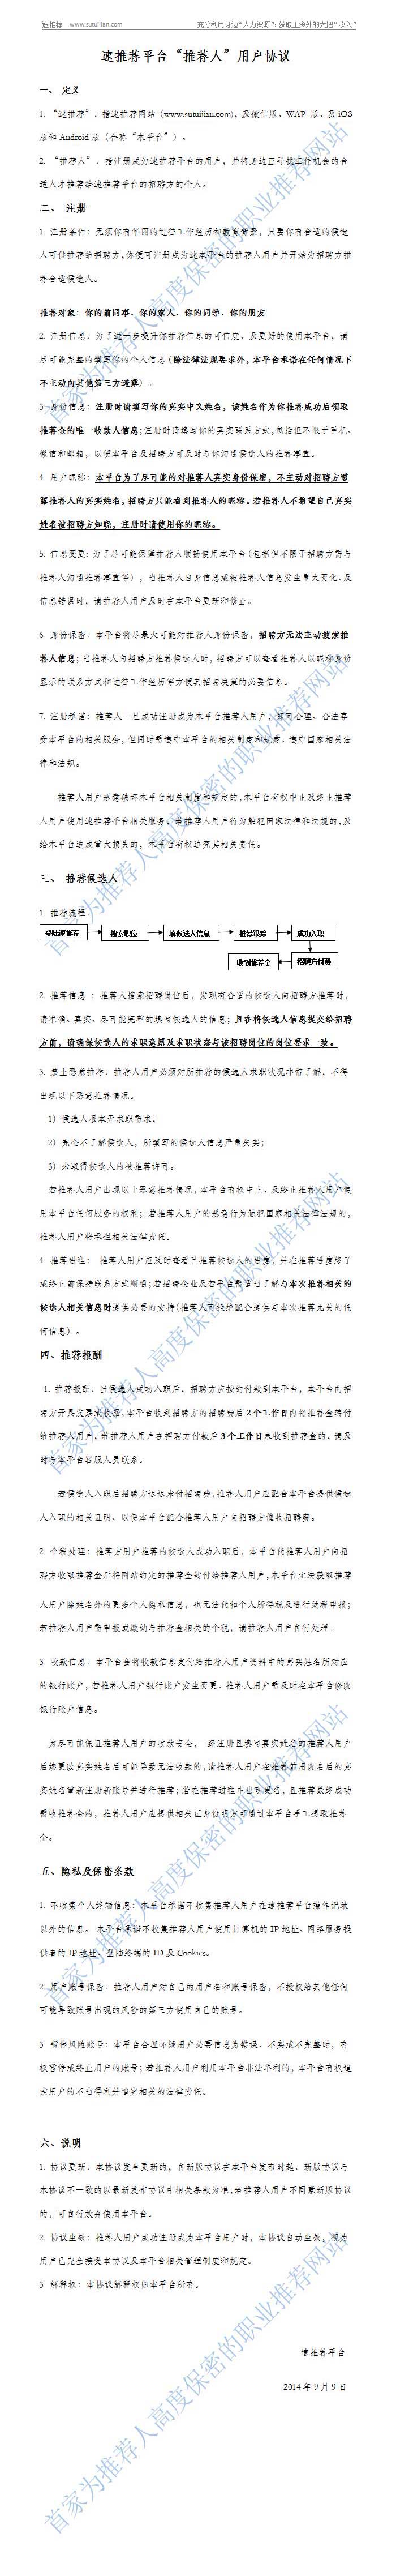 速推荐 www.sutuiian.com 充分利用身边“人力资源”，获取工资外的大把“收入”
速推荐平台“推荐人”用户协议
一、 定义
1. “速推荐”：指速推荐网站（www.sutuijian.com），及微信版、WAP 版、及 iOS
版和 Android 版（合称“本平台”）。
2. “推荐人”：指注册成为速推荐平台的用户，并将身边正寻找工作机会的合
适人才推荐给速推荐平台的招聘方的个人。
二、 注册
1. 注册条件：无须你有华丽的过往工作经历和教育背景，只要你有合适的候选
人可供推荐给招聘方，你便可注册成为速本平台的推荐人用户并开始为招聘方推
荐合适候选人。
推荐对象：你的前同事、你的家人、你的同学、你的朋友
2. 注册信息：为了进一步提升你推荐信息的可信度、及更好的使用本平台，请
尽可能完整的填写你的个人信息（除法律法规要求外，本平台承诺在任何情况下
不主动向其他第三方透露）。
3. 身份信息：注册时请填写你的真实中文姓名，该姓名作为你推荐成功后领取
推荐金的唯一收款人信息；注册时请填写你的真实联系方式，包括但不限于手机、
微信和邮箱，以便本平台及招聘方可及时与你沟通候选人的推荐事宜。
4. 用户昵称：本平台为了尽可能的对推荐人真实身份保密，不主动对招聘方透
露推荐人的真实姓名，招聘方只能看到推荐人的昵称。若推荐人不希望自己真实
姓名被招聘方知晓，注册时请使用你的昵称。
5. 信息变更：为了尽可能保障推荐人顺畅使用本平台（包括但不限于招聘方需与
推荐人沟通推荐事宜等），当推荐人自身信息或被推荐人信息发生重大变化、及
信息错误时，请推荐人用户及时在本平台更新和修正。
6. 身份保密：本平台将尽最大可能对推荐人身份保密，招聘方无法主动搜索推
荐人信息；当推荐人向招聘方推荐候选人时，招聘方可以查看推荐人以昵称身份
显示的联系方式和过往工作经历等方便其招聘决策的必要信息。
7. 注册承诺：推荐人一旦成功注册成为本平台推荐人用户，即可合理、合法享
受本平台的相关服务，但同时需遵守本平台的相关制定和规定、遵守国家相关法
律和法规。
推荐人用户恶意破坏本平台相关制度和规定的，本平台有权中止及终止推荐
人用户使用速推荐平台相关服务；若推荐人用户行为触犯国家法律和法规的，及
给本平台造成重大损失的，本平台有权追究其相关责任。
三、 推荐候选人
1. 推荐流程：
登陆速推荐 搜索职位 填候选人信息 推荐跟踪 成功入职
收到推荐金 招聘方付费
2. 推荐信息 ：推荐人搜索招聘岗位后，发现有合适的候选人向招聘方推荐时，
请准确、真实、尽可能完整的填写候选人的信息；且在将候选人信息提交给招聘
方前，请确保候选人的求职意愿及求职状态与该招聘岗位的岗位要求一致。
3. 禁止恶意推荐：推荐人用户必须对所推荐的候选人求职状况非常了解，不得
出现以下恶意推荐情况。
1）侯选人根本无求职需求；
2）完全不了解候选人，所填写的候选人信息严重失实；
3）未取得候选人的被推荐许可。
若推荐人用户出现以上恶意推荐情况，本平台有权中止、及终止推荐人用户使
用本平台任何服务的权利；若推荐人用户的恶意行为触犯国家相关法律法规的，
推荐人用户将承担相关法律责任。
4. 推荐进程： 推荐人用户应及时查看已推荐候选人的进度，并在推荐进度终了
或终止前保持联系方式顺通；若招聘企业及若平台需适当了解与本次推荐相关的
候选人相关信息时提供必要的支持（推荐人可拒绝配合提供与本次推荐无关的任
何信息）。
四、推荐报酬
1. 推荐报酬：当侯选人成功入职后，招聘方应按约付款到本平台，本平台向招
聘方开具发票或收据，本平台收到招聘方的招聘费后 2 个工作日内将推荐金转付
给推荐人用户；若推荐人用户在招聘方付款后 3 个工作日未收到推荐金的，请及
时与本平台客服人员联系。
若候选人入职后招聘方迟迟未付招聘费，推荐人用户应配合本平台提供候选
人入职的相关证明、以便本平台配合推荐人用户向招聘方催收招聘费。
2. 个税处理：推荐方用户推荐的候选人成功入职后，本平台代推荐人用户向招
聘方收取推荐金后将网站约定的推荐金转付给推荐人用户，本平台无法获取推荐
人用户除姓名外的更多个人隐私信息，也无法代扣个人所得税及进行纳税申报；
若推荐人用户需申报或缴纳与推荐金相关的个税，请推荐人用户自行处理。
3. 收款信息：本平台会将收款信息支付给推荐人用户资料中的真实姓名所对应
的银行账户，若推荐人用户银行账户发生变更、推荐人用户需及时在本平台修改
银行账户信息。
为尽可能保证推荐人用户的收款安全，一经注册且填写真实姓名的推荐人用户
后续更改真实姓名后可能导致无法收款的，请推荐人用户在推荐前用改名后的真
实姓名重新注册新账号并进行推荐；若在推荐过程中出现更名，且推荐最终成功
需收推荐金的，推荐人用户应提供相关证身份证明方可通过本平台手工提取推荐
金。
五、隐私及保密条款
1. 不收集个人终端信息：本平台承诺不收集推荐人用户在速推荐平台操作记录
以外的信息。 本平台承诺不收集推荐人用户使用计算机的 IP 地址、网络服务提
供者的 IP 地址、登陆终端的 ID 及 Cookies。
2. 用户账号保密：推荐人用户对自己的用户名和账号保密，不授权给其他任何
可能导致账号出现的风险的第三方使用自己的账号。
3. 暂停风险账号：本平台合理怀疑用户必要信息为错误、不实或不完整时，有
权暂停或终止用户的账号；若推荐人用户利用本平台非法牟利的，本平台有权追
索用户的不当得利并追究相关的法律责任。
六、说明
1. 协议更新：本协议发生更新的，自新版协议在本平台发布时起、新版协议与
本协议不一致的以最新发布协议中相关条款为准；若推荐人用户不同意新版协议
的，可自行放弃使用本平台。
2. 协议生效：推荐人用户成功注册成为本平台用户时，本协议自动生效，视为
用户已完全接受本协议及本平台相关管理制度和规定。
3. 解释权：本协议解释权归本平台所有。
速推荐平台
2014 年 9 月 9 日
首家为推荐人高度保密的职业推荐网站
首家为推荐人高度保密的职业推荐网站
首家为推荐人高度保密的职业推荐网站
首家为推荐人高度保密的职业推荐网站
首家为推荐人高度保密的职业推荐网站